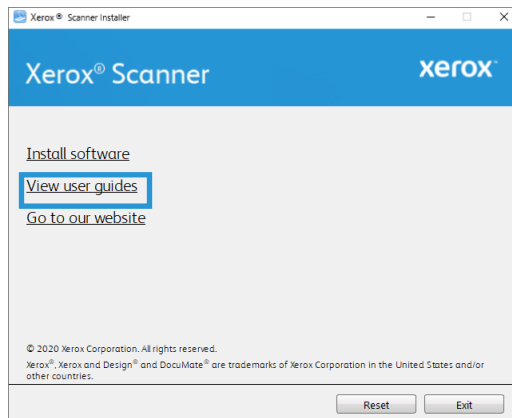 Xerox® Scanner Installer
Xerox® Scanner
xerox™
Install software
View user guides
Go to our website
© 2020 Xerox Corporation. All rights reserved.
Xerox®, Xerox and Design® and DocuMate® are trademarks of Xerox Corporation in the United States and/or
other countries.
Reset
Exit